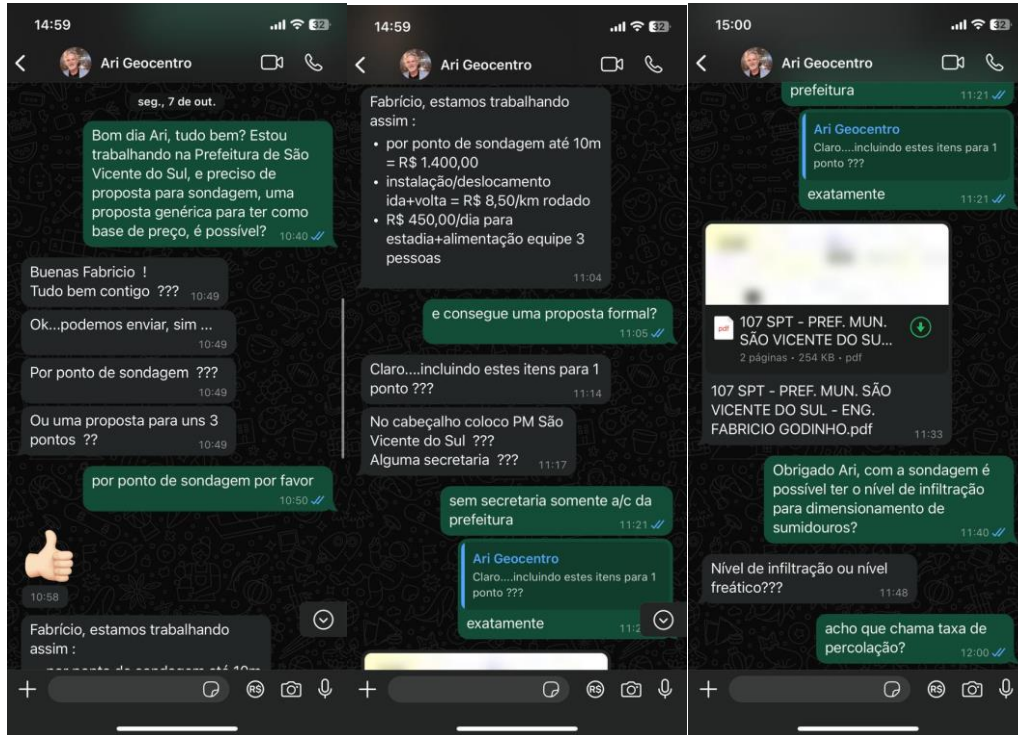 14:59
32
Ari Geocentro
seg., 7 de out.
Bom dia Ari, tudo bem? Estou
trabalhando na Prefeitura de São
Vicente do Sul, e preciso de
proposta para sondagem, uma
proposta genérica para ter como
base de preço, é possível? 10:40
Buenas Fabricio !
Tudo bem contigo ??? 10:49
Ok...podemos enviar, sim ...
10:49
Por ponto de sondagem ???
10:49
Ou uma proposta para uns 3
pontos ?? 10:49
por ponto de sondagem por favor
10:50
10:58
Fabrício, estamos trabalhando
assim :
por ponto de sondagem até 10m
RS
14:59
32
Ari Geocentro
Fabrício, estamos trabalhando
assim :
• por ponto de sondagem até 10m
= R$ 1.400,00
• instalação/deslocamento
ida+volta = R$ 8,50/km rodado
• R$ 450,00/dia para
estadia+alimentação equipe 3
pessoas
11:04
e consegue uma proposta formal?
11:05
Claro....incluindo estes itens para 1
ponto ??? 11:14
No cabeçalho coloco PM São
Vicente do Sul ???
Alguma secretaria ??? 11:17
sem secretaria somente a/c da
prefeitura 11:21
Ari Geocentro
Claro....incluindo estes itens para 1
ponto ???
exatamente 11:2
RS
15:00
32
Ari Geocentro
prefeitura 11:21
Ari Geocentro
Claro....incluindo estes itens para 1
ponto ???
exatamente 11:21
pdf
107 SPT - PREF. MUN.
SÃO VICENTE DO SU...
2 páginas • 254 KB • pdf
107 SPT - PREF. MUN. SÃO
VICENTE DO SUL - ENG.
FABRICIO GODINHO.pdf 11:33
Obrigado Ari, com a sondagem é
possível ter o nível de infiltração
para dimensionamento de
sumidouros? 11:40
Nível de infiltração ou nível
freático??? 11:48
acho que chama taxa de
percolação? 12:00
RS